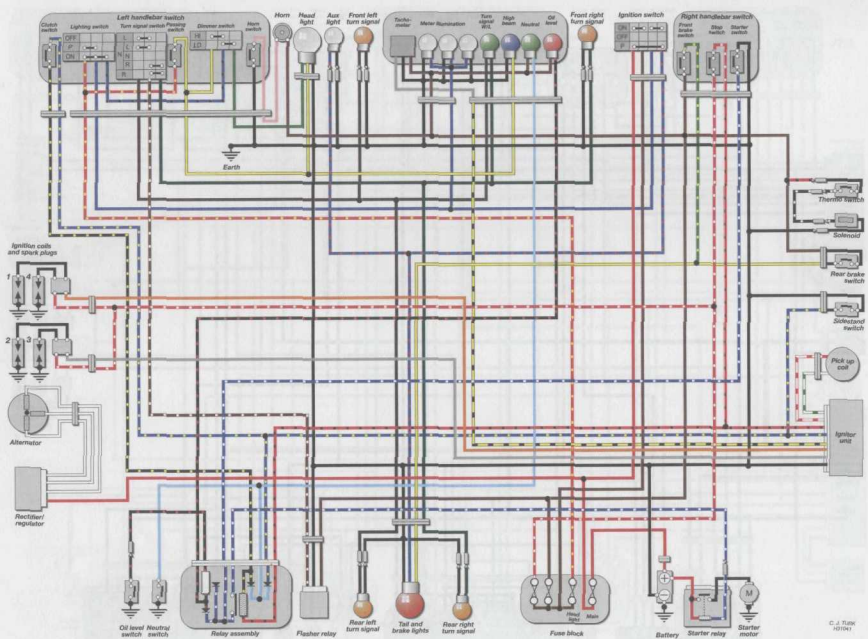 Left handlebar switch
Clutch switch
Lighting switch
Turn signal switch
Passing switch
Dimmer switch
Horn switch
OFF
P
ON
L
L
N
N
R
R
HI
LO
Horn
Head light
Aux light
Front left turn signal
Tacho-meter
Meter illumination
Turn signal W/L
High beam
Neutral
Oil level
Front right turn signal
Ignition switch
ON
OFF
P
Right handlebar switch
Front brake switch
Stop switch
Starter switch
Earth
Thermo switch
Solenoid
Rear brake switch
Sidestand switch
Ignition coils and spark plugs
1
4
2
3
Pick up coil
Alternator
Ignitor unit
Rectifier/ regulator
Oil level switch
Neutral switch
Relay assembly
Flasher relay
Rear left turn signal
Tail and brake lights
Rear right turn signal
Head light
Main
Fuse block
Battery
Starter relay
M
Starter motor
C.J. Tutor
H31041